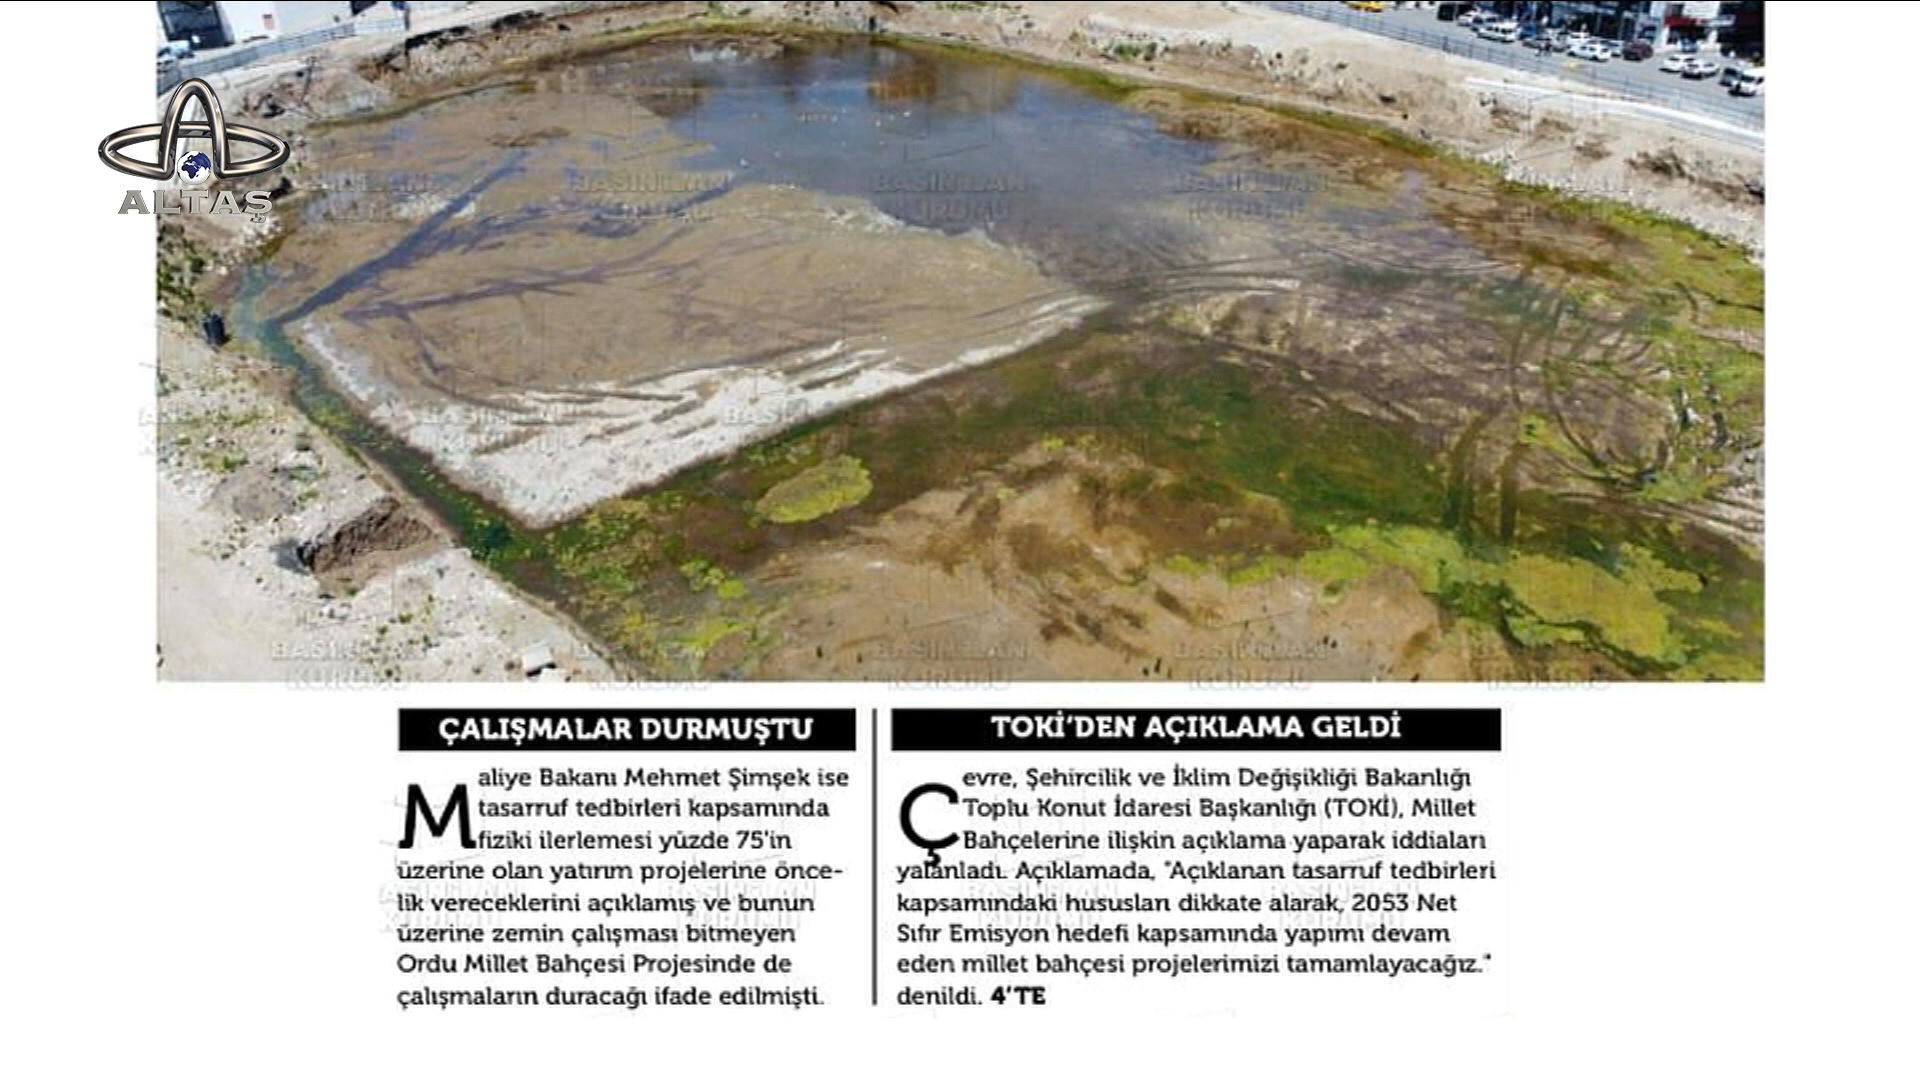 ALTAŞ
BASIN İLAN
KURUMU
ÇALIŞMALAR DURMUŞTU
Maliye Bakanı Mehmet Şimşek ise
tasarruf tedbirleri kapsamında
fiziki ilerlemesi yüzde 75'in
üzerine olan yatırım projelerine önce-
lik vereceklerini açıklamış ve bunun
üzerine zemin çalışması bitmeyen
Ordu Millet Bahçesi Projesinde de
çalışmaların duracağı ifade edilmişti.
TOKİ'DEN AÇIKLAMA GELDİ
Çevre, Şehircilik ve İklim Değişikliği Bakanlığı
Toplu Konut İdaresi Başkanlığı (TOKİ), Millet
Bahçelerine ilişkin açıklama yaparak iddiaları
yalanladı. Açıklamada, "Açıklanan tasarruf tedbirleri
kapsamındaki hususları dikkate alarak, 2053 Net
Sıfır Emisyon hedefi kapsamında yapımı devam
eden millet bahçesi projelerimizi tamamlayacağız."
denildi. 4'TE